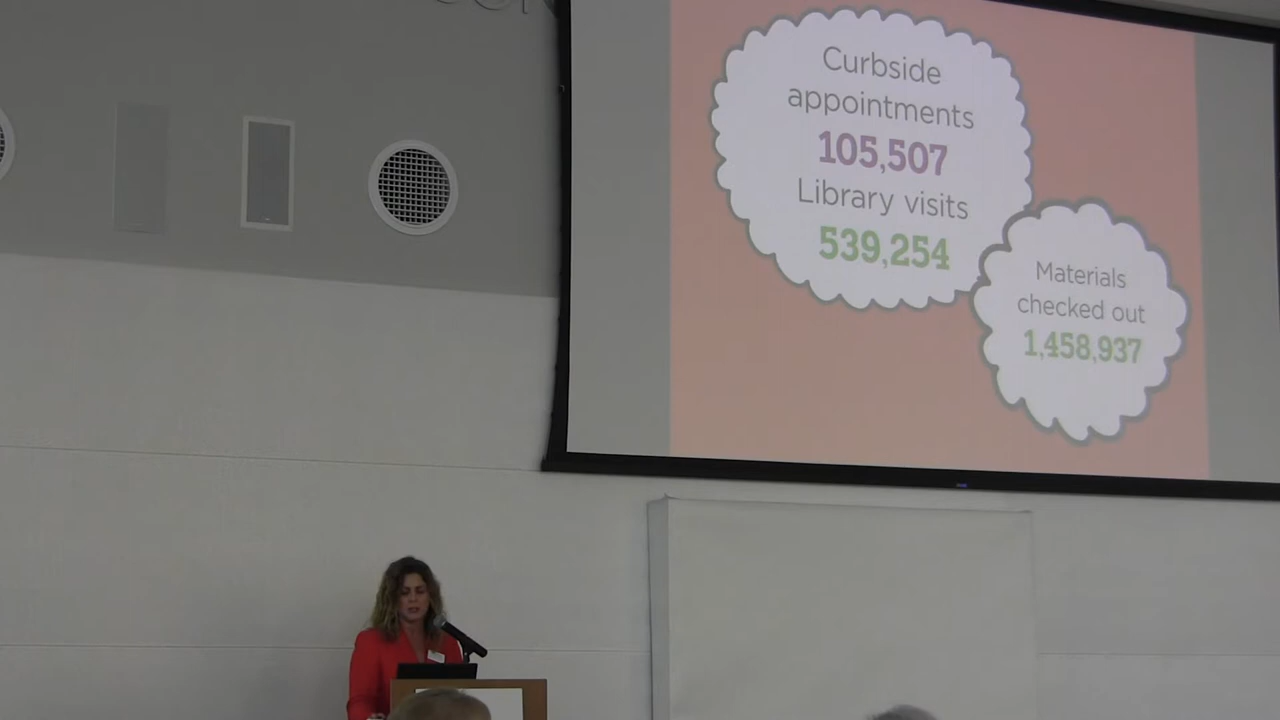 Curbside
appointments
105,507
Library visits
539,254
Materials
checked out
1,458,937